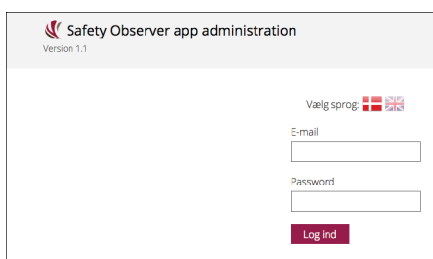 Safety Observer app administration
Version 1.1
Vælg sprog:
E-mail
Password
Log ind